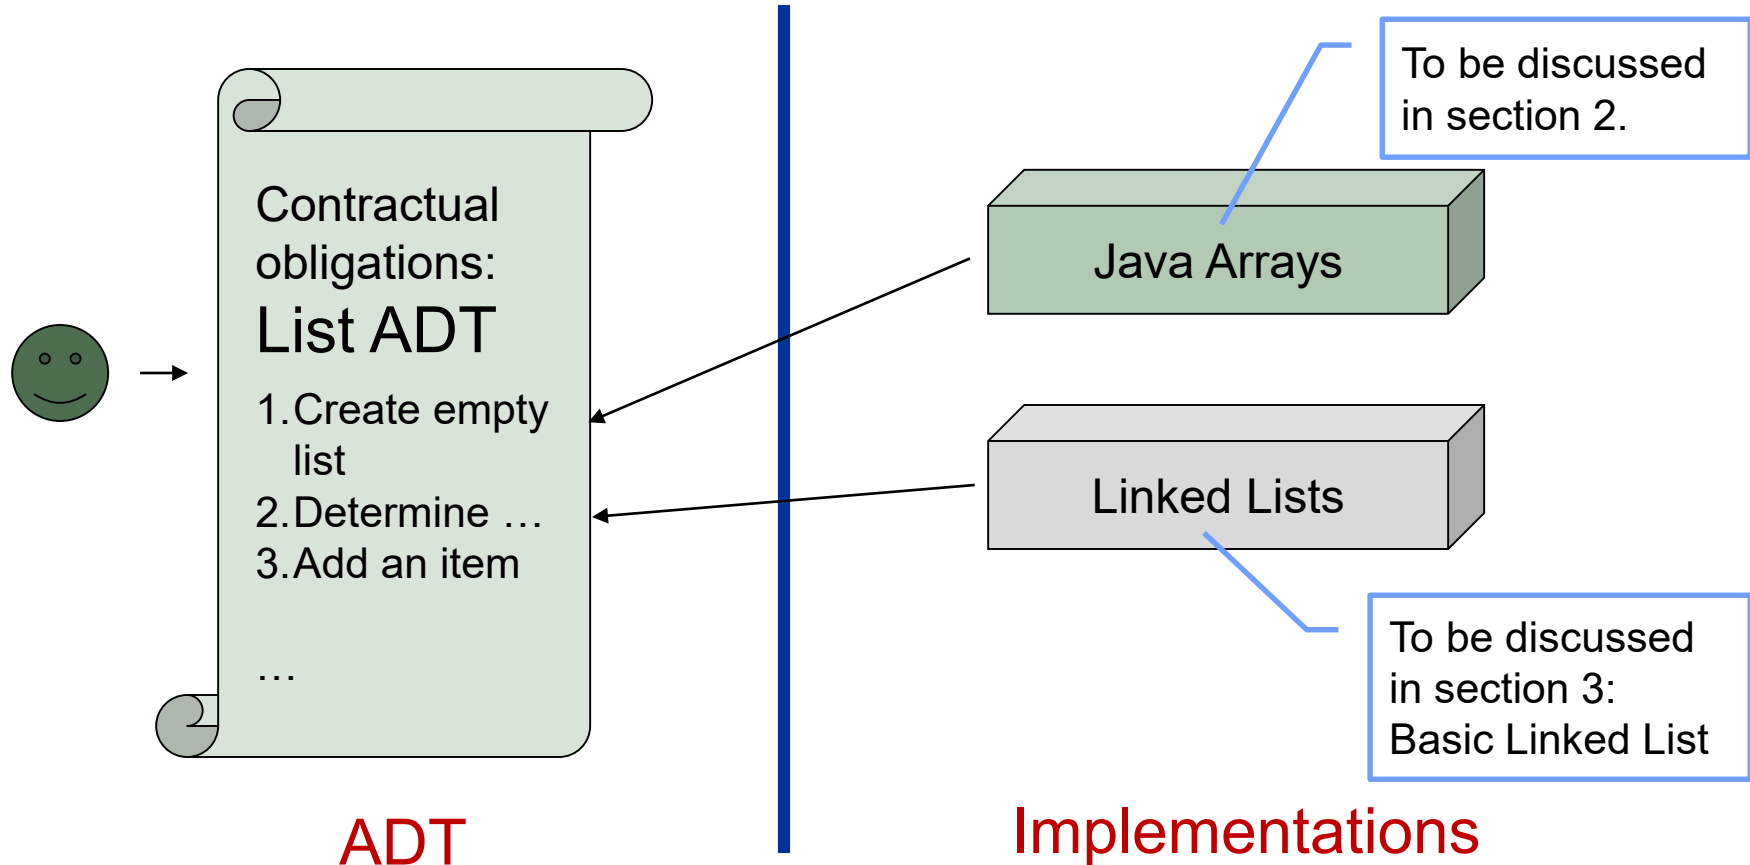 Contractual
obligations:
List ADT
1.Create empty
list
2.Determine …
3.Add an item
…
ADT
To be discussed
in section 2.
Java Arrays
Linked Lists
To be discussed
in section 3:
Basic Linked List
Implementations